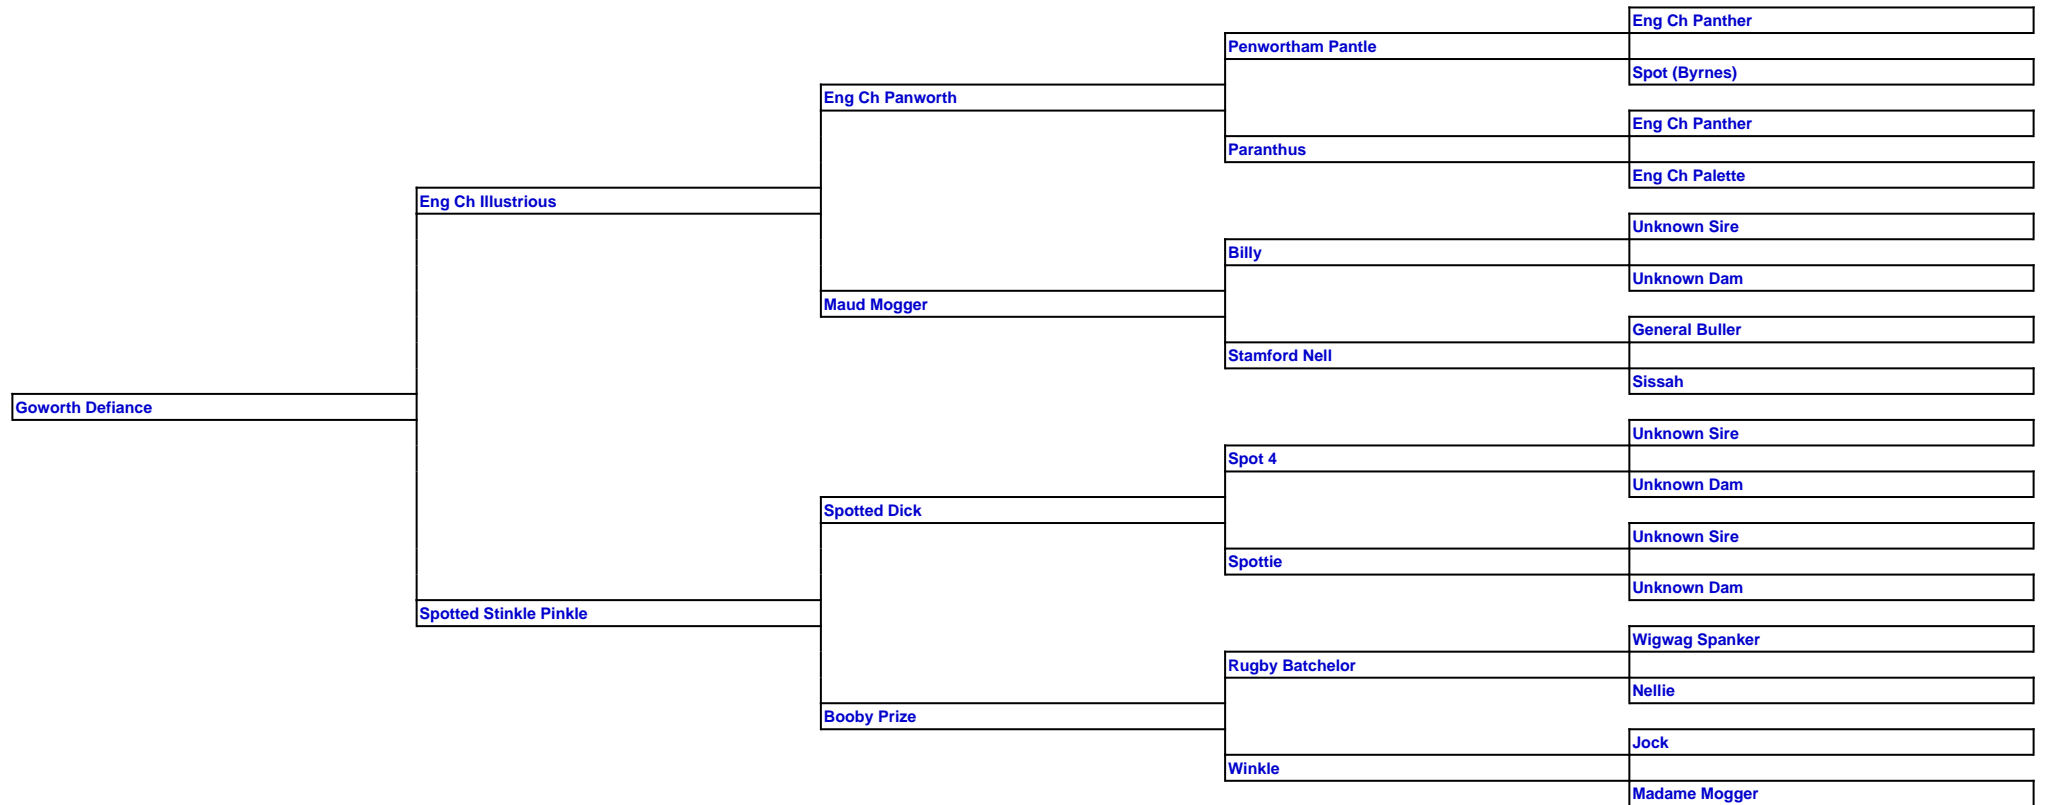 Eng Ch Panther
Penwortham Pantle
Spot (Byrnes)
Eng Ch Panworth
Eng Ch Panther
Paranthus
Eng Ch Palette
Eng Ch Illustrious
Unknown Sire
Billy
Unknown Dam
Maud Mogger
General Buller
Stamford Nell
Sissah
Goworth Defiance
Unknown Sire
Spot 4
Unknown Dam
Spotted Dick
Unknown Sire
Spottie
Unknown Dam
Spotted Stinkle Pinkle
Wigwag Spanker
Rugby Batchelor
Nellie
Booby Prize
Jock
Winkle
Madame Mogger